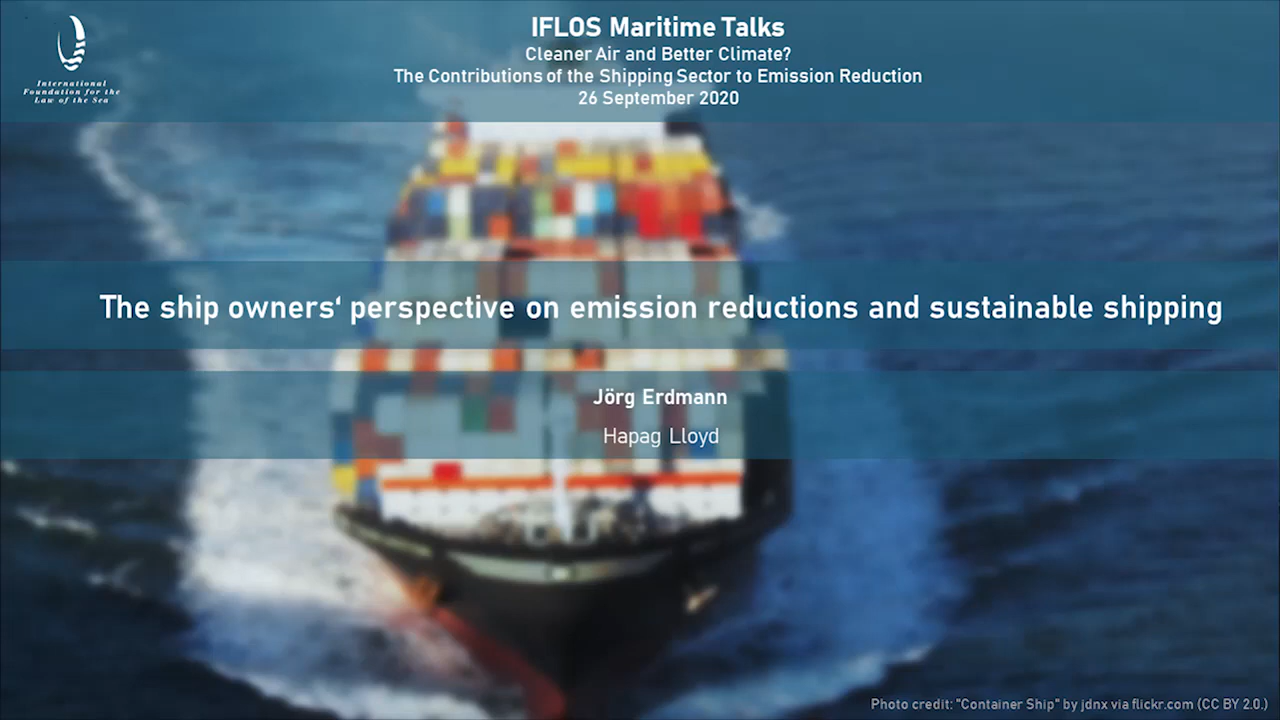 IFLOS Maritime Talks
Cleaner Air and Better Climate?
The Contributions of the Shipping Sector to Emission Reduction
26 September 2020
International
Foundation for the
Law of the Sea
The ship owners‘ perspective on emission reductions and sustainable shipping
Jörg Erdmann
Hapag Lloyd
Photo credit: "Container Ship" by jdnx via flickr.com (CC BY 2.0.)